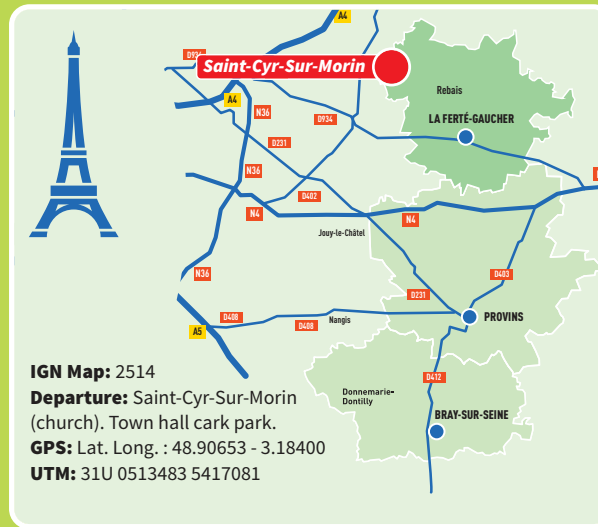 A4
D934
Saint-Cyr-Sur-Morin
A4
N36
D934
Rebais
LA FERTÉ-GAUCHER
D231
N36
D402
N4
N4
Jouy-le-Châtel
N36
D403
D231
D408
D408
Nangis
PROVINS
A5
D412
Donnemarie-
Dontilly
BRAY-SUR-SEINE
IGN Map: 2514
Departure: Saint-Cyr-Sur-Morin
(church). Town hall cark park.
GPS: Lat. Long. : 48.90653 - 3.18400
UTM: 31U 0513483 5417081